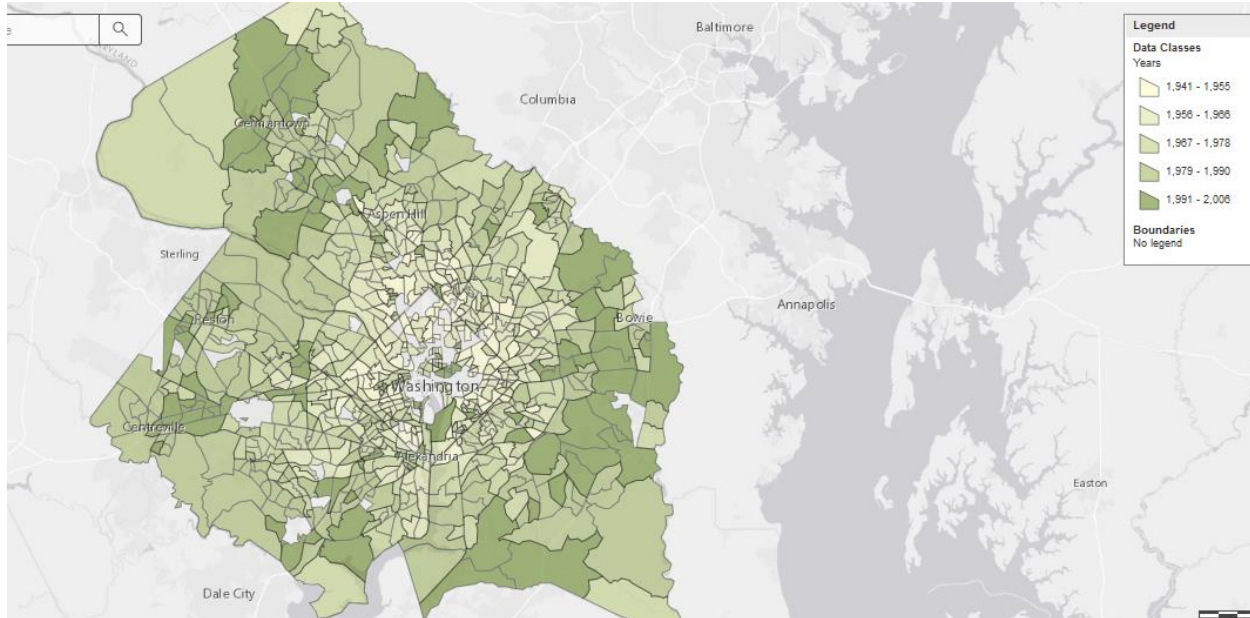 MARYLAND
Baltimore
Columbia
Germantown
Aspen Hill
Sterling
Reston
Bowie
Annapolis
Washington
Centreville
Alexandria
Easton
Dale City
Legend
Data Classes
Years
1,941 - 1,955
1,956 - 1,966
1,967 - 1,978
1,979 - 1,990
1,991 - 2,006
Boundaries
No legend